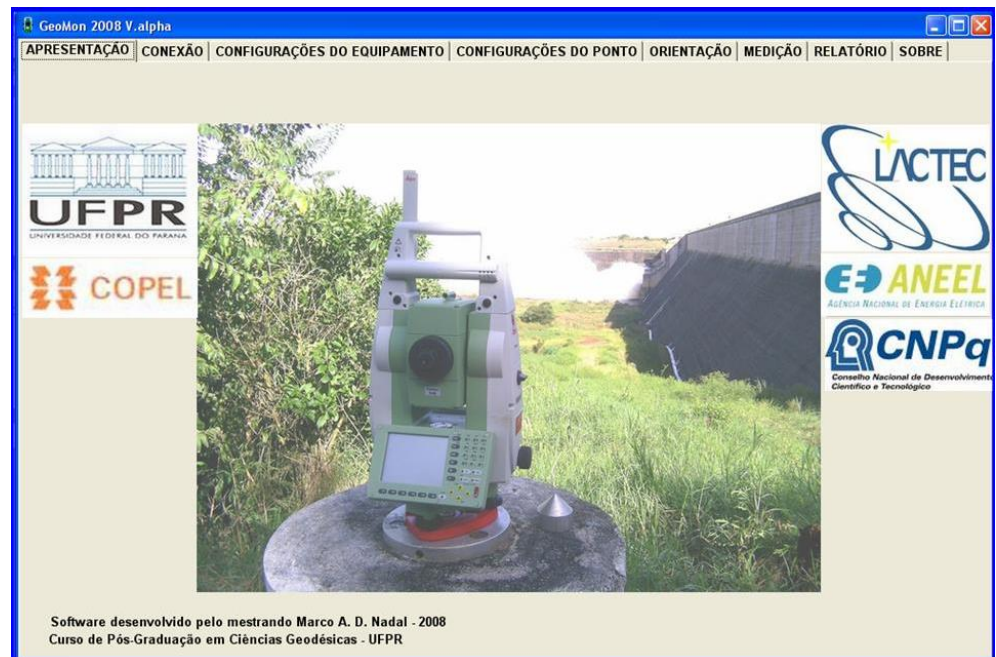 GeoMon 2008 V.alpha
APRESENTAÇÃO CONEXÃO CONFIGURAÇÕES DO EQUIPAMENTO CONFIGURAÇÕES DO PONTO ORIENTAÇÃO MEDIÇÃO RELATÓRIO SOBRE
UFPR
UNIVERSIDADE FEDERAL DO PARANÁ
COPEL
LACTEC
ANEEL
AGÊNCIA NACIONAL DE ENERGIA ELÉTRICA
CNPq
Conselho Nacional de Desenvolvimento
Científico e Tecnológico
Software desenvolvido pelo mestrando Marco A. D. Nadal - 2008
Curso de Pós-Graduação em Ciências Geodésicas - UFPR